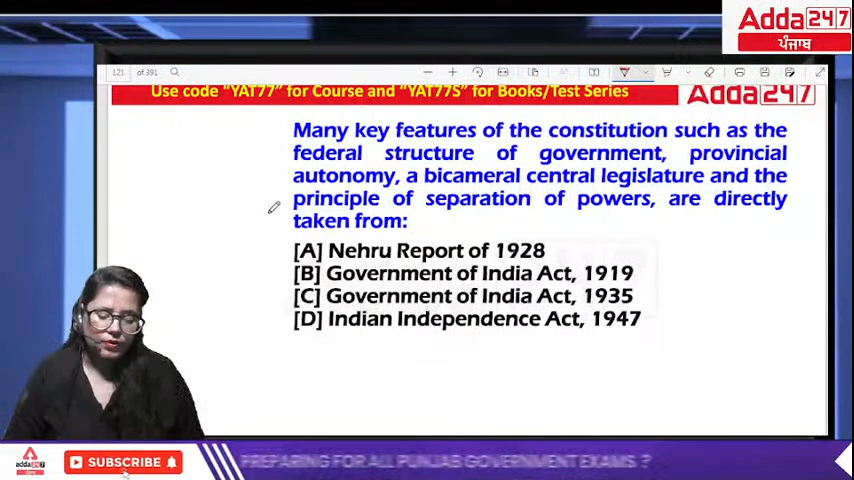 Adda247
ਪੰਜਾਬ
121 of 391
Use code "YAT77" for Course and "YAT77S" for Books/Test Series
Adda247
Many key features of the constitution such as the
federal structure of government, provincial
autonomy, a bicameral central legislature and the
principle of separation of powers, are directly
taken from:
[A] Nehru Report of 1928
[B] Government of India Act, 1919
[C] Government of India Act, 1935
[D] Indian Independence Act, 1947
adda247
SUBSCRIBE
PREPARING FOR ALL PUNJAB GOVERNMENT EXAMS ?